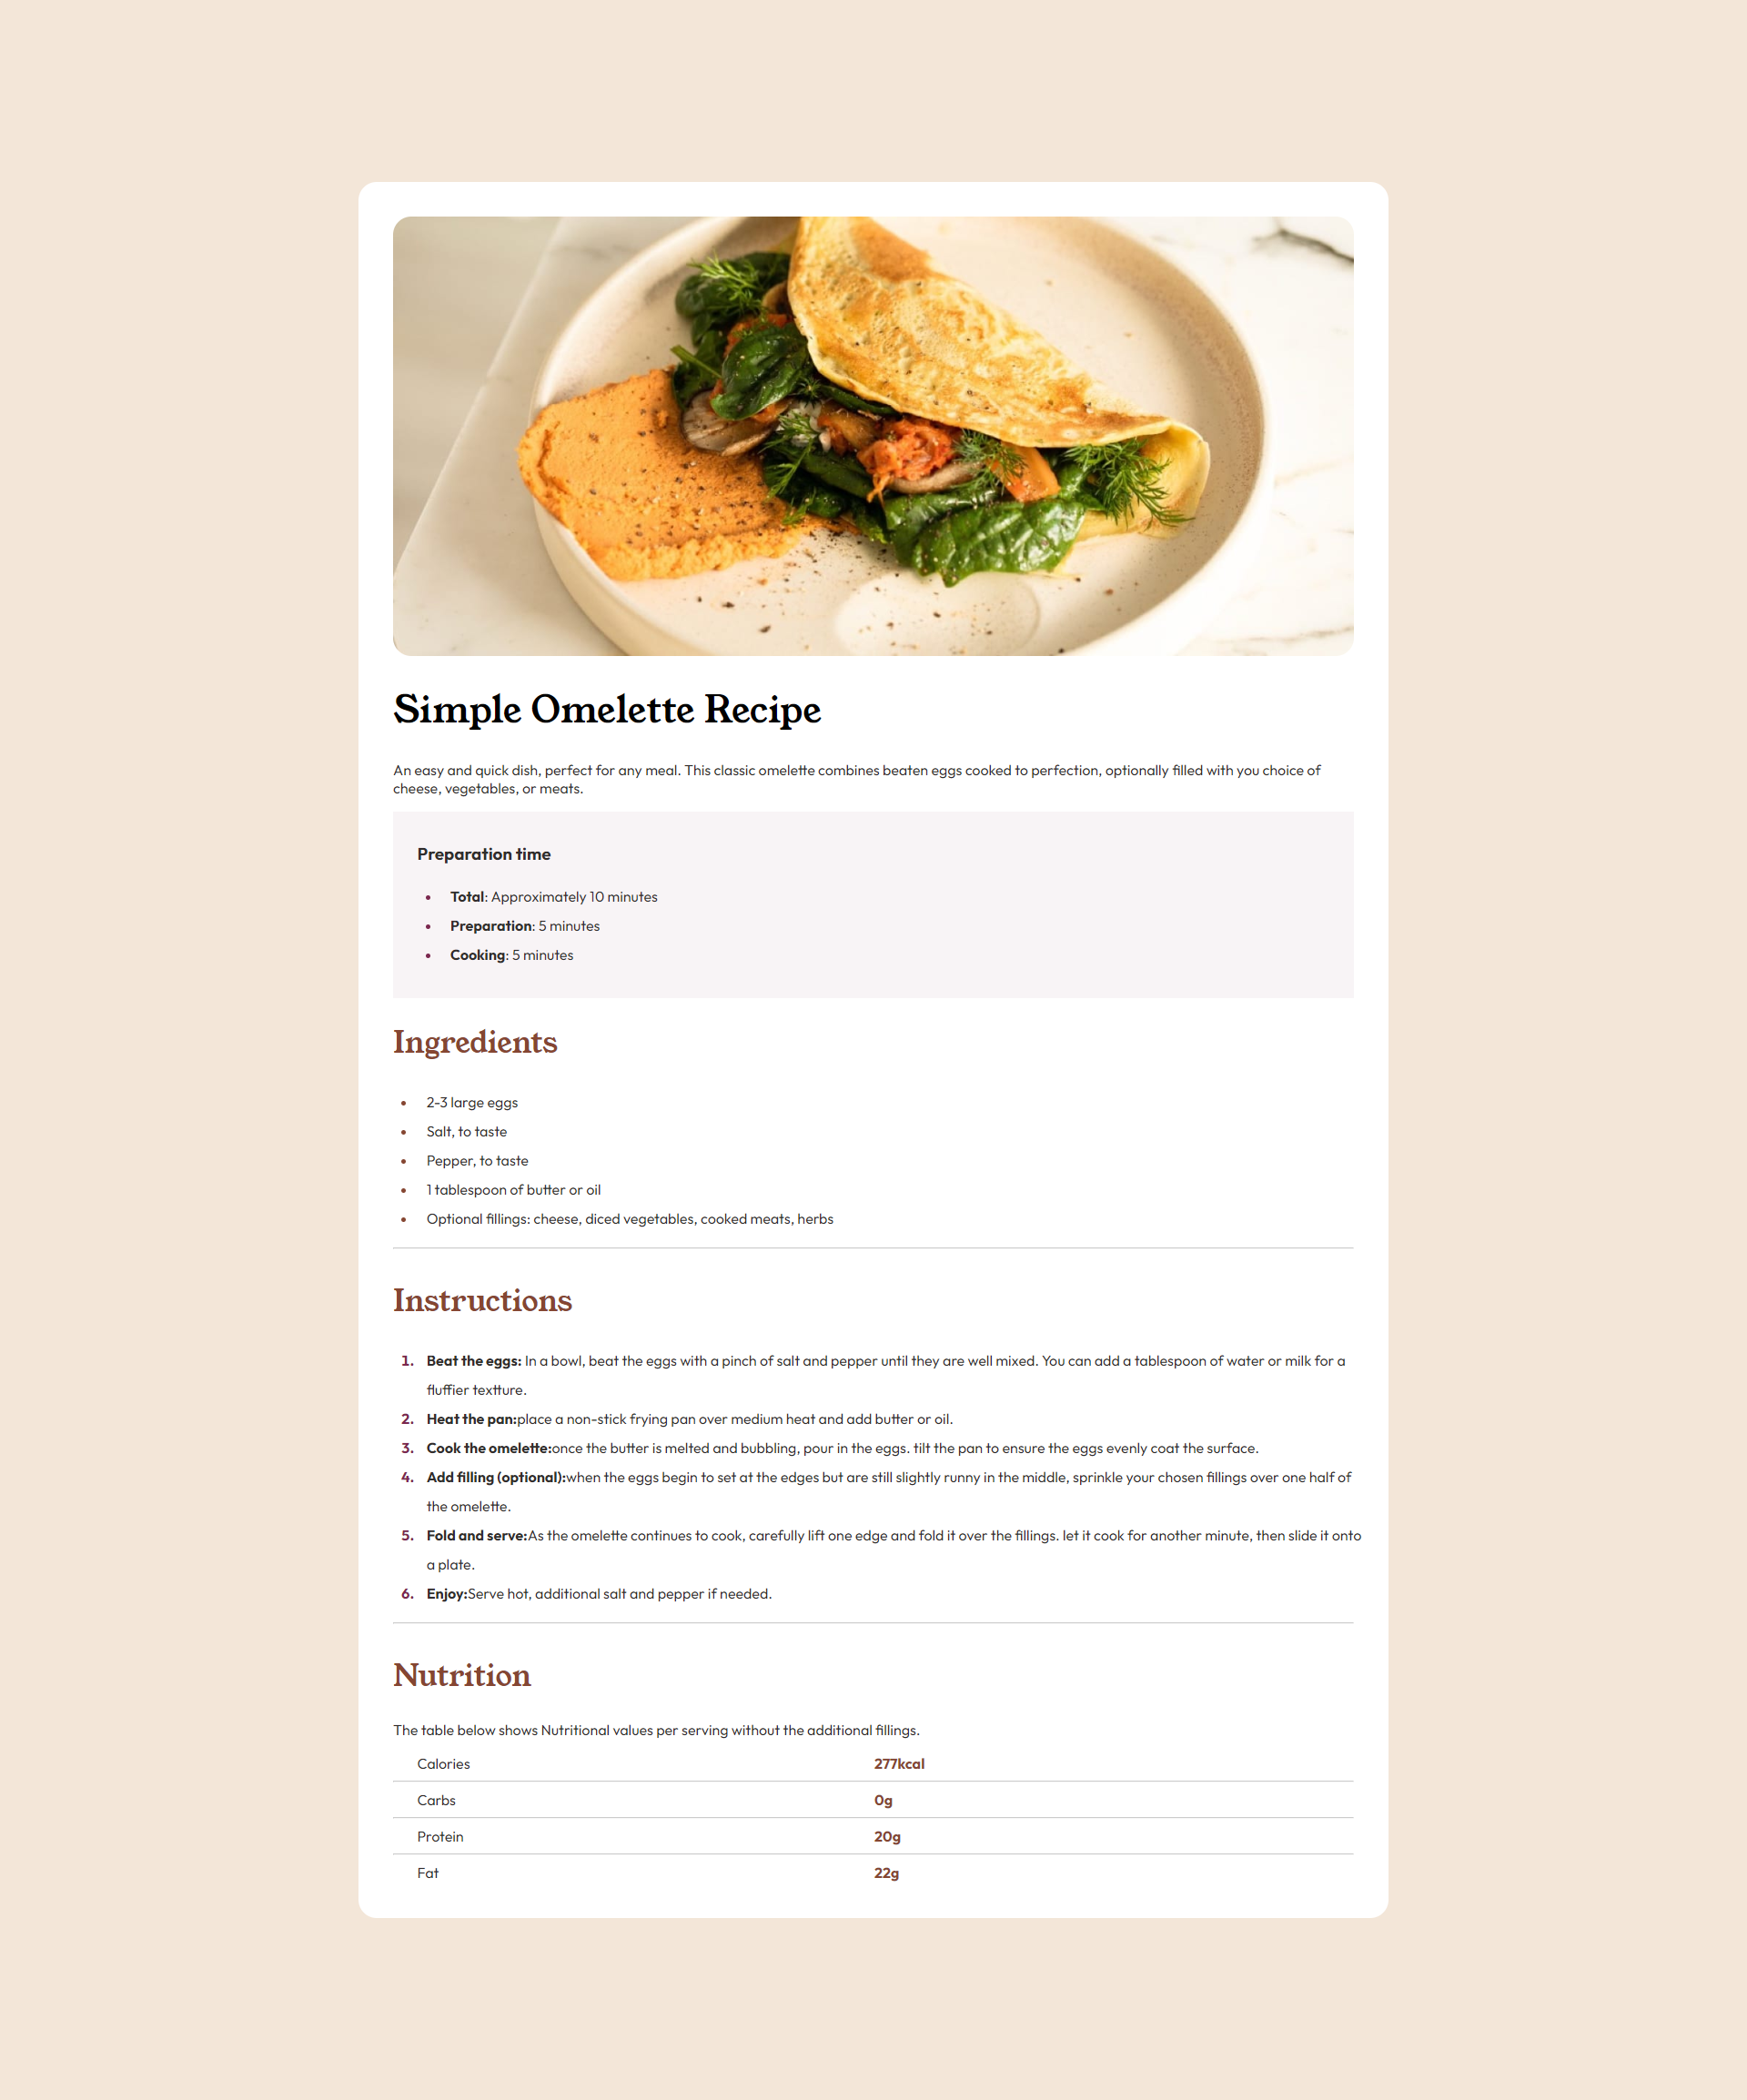 Simple Omelette Recipe
An easy and quick dish, perfect for any meal. This classic omelette combines beaten eggs cooked to perfection, optionally filled with you choice of
cheese, vegetables, or meats.
Preparation time
• Total: Approximately 10 minutes
• Preparation: 5 minutes
• Cooking: 5 minutes
Ingredients
• 2-3 large eggs
• Salt, to taste
• Pepper, to taste
• 1 tablespoon of butter or oil
• Optional fillings: cheese, diced vegetables, cooked meats, herbs
Instructions
1. Beat the eggs: In a bowl, beat the eggs with a pinch of salt and pepper until they are well mixed. You can add a tablespoon of water or milk for a
fluffier textture.
2. Heat the pan:place a non-stick frying pan over medium heat and add butter or oil.
3. Cook the omelette:once the butter is melted and bubbling, pour in the eggs. tilt the pan to ensure the eggs evenly coat the surface.
4. Add filling (optional):when the eggs begin to set at the edges but are still slightly runny in the middle, sprinkle your chosen fillings over one half of
the omelette.
5. Fold and serve:As the omelette continues to cook, carefully lift one edge and fold it over the fillings. let it cook for another minute, then slide it onto
a plate.
6. Enjoy:Serve hot, additional salt and pepper if needed.
Nutrition
The table below shows Nutritional values per serving without the additional fillings.
Calories 277kcal
Carbs 0g
Protein 20g
Fat 22g